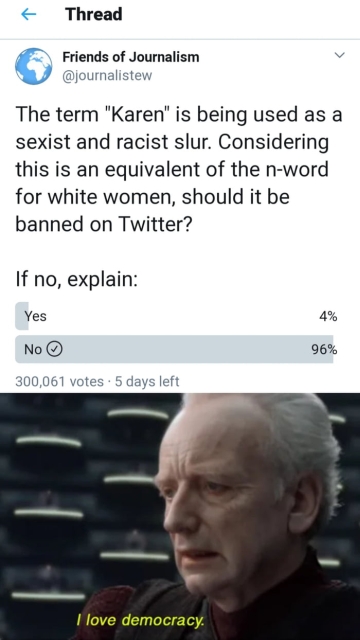 Thread
Friends of Journalism
@journalistew
The term "Karen" is being used as a
sexist and racist slur. Considering
this is an equivalent of the n-word
for white women, should it be
banned on Twitter?
If no, explain:
Yes 4%
No 96%
300,061 votes · 5 days left
I love democracy.